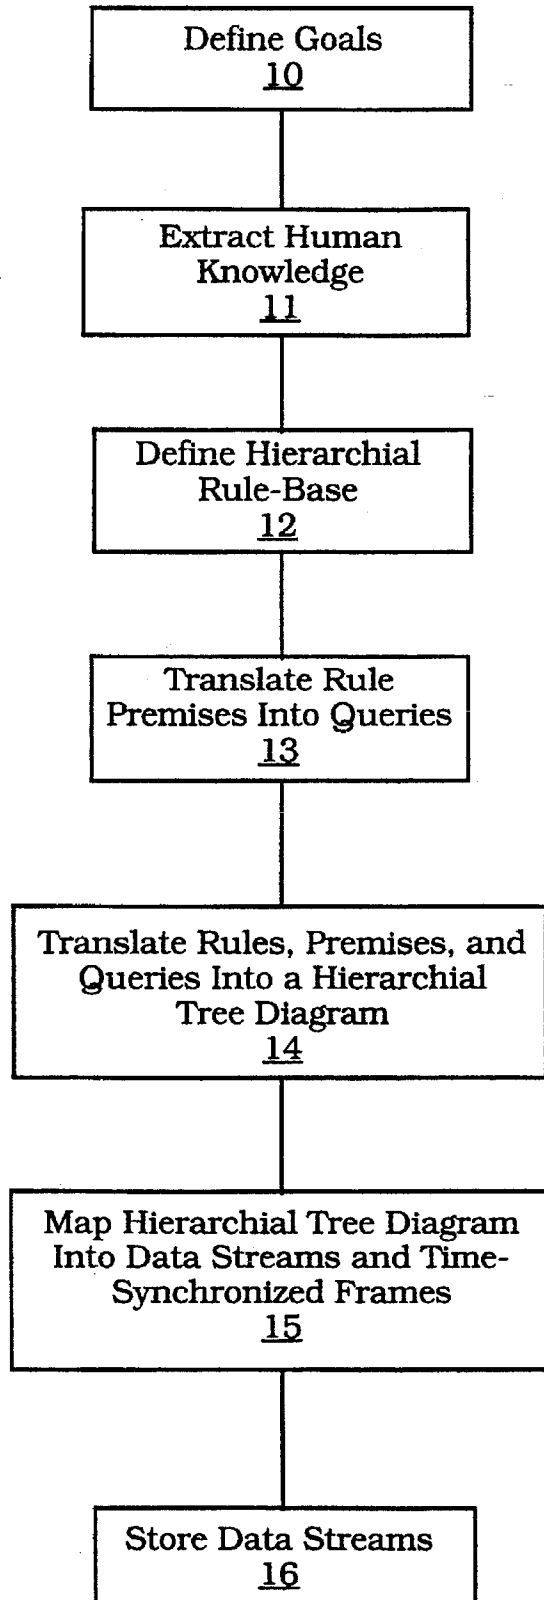 Define Goals
10
Extract Human
Knowledge
11
Define Hierarchial
Rule-Base
12
Translate Rule
Premises Into Queries
13
Translate Rules, Premises, and
Queries Into a Hierarchial
Tree Diagram
14
Map Hierarchial Tree Diagram
Into Data Streams and Time-
Synchronized Frames
15
Store Data Streams
16